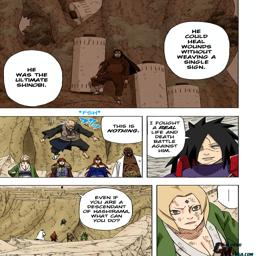 HE
COULD
HEAL
WOUNDS
WITHOUT
WEAVING A
SINGLE
SIGN.
HE
WAS THE
ULTIMATE
SHINOBI.
*FSH*
THIS IS
NOTHING.
I FOUGHT
A REAL
LIFE AND
DEATH
BATTLE
AGAINST
HIM.
EVEN IF
YOU ARE A
DESCENDANT
OF HASHIRAMA,
WHAT CAN
YOU DO?